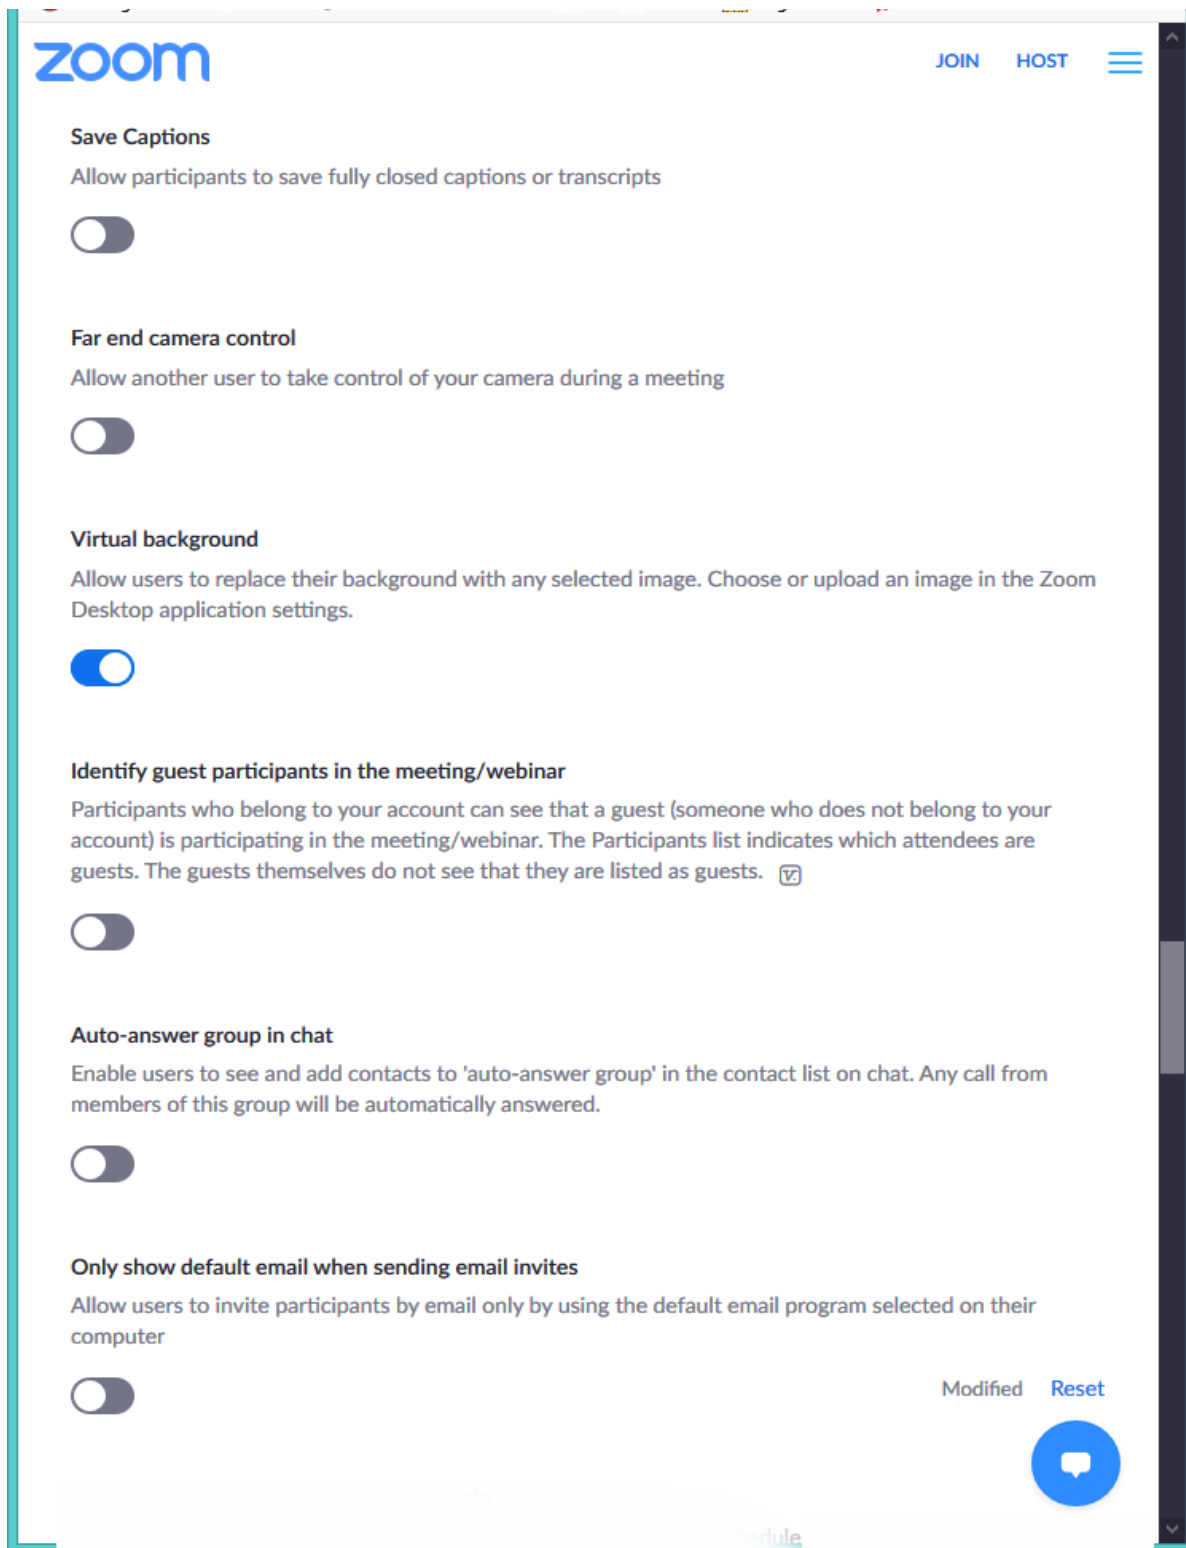 zoom
JOIN HOST
Save Captions
Allow participants to save fully closed captions or transcripts
Far end camera control
Allow another user to take control of your camera during a meeting
Virtual background
Allow users to replace their background with any selected image. Choose or upload an image in the Zoom
Desktop application settings.
Identify guest participants in the meeting/webinar
Participants who belong to your account can see that a guest (someone who does not belong to your
account) is participating in the meeting/webinar. The Participants list indicates which attendees are
guests. The guests themselves do not see that they are listed as guests.
Auto-answer group in chat
Enable users to see and add contacts to 'auto-answer group' in the contact list on chat. Any call from
members of this group will be automatically answered.
Only show default email when sending email invites
Allow users to invite participants by email only by using the default email program selected on their
computer
Modified Reset